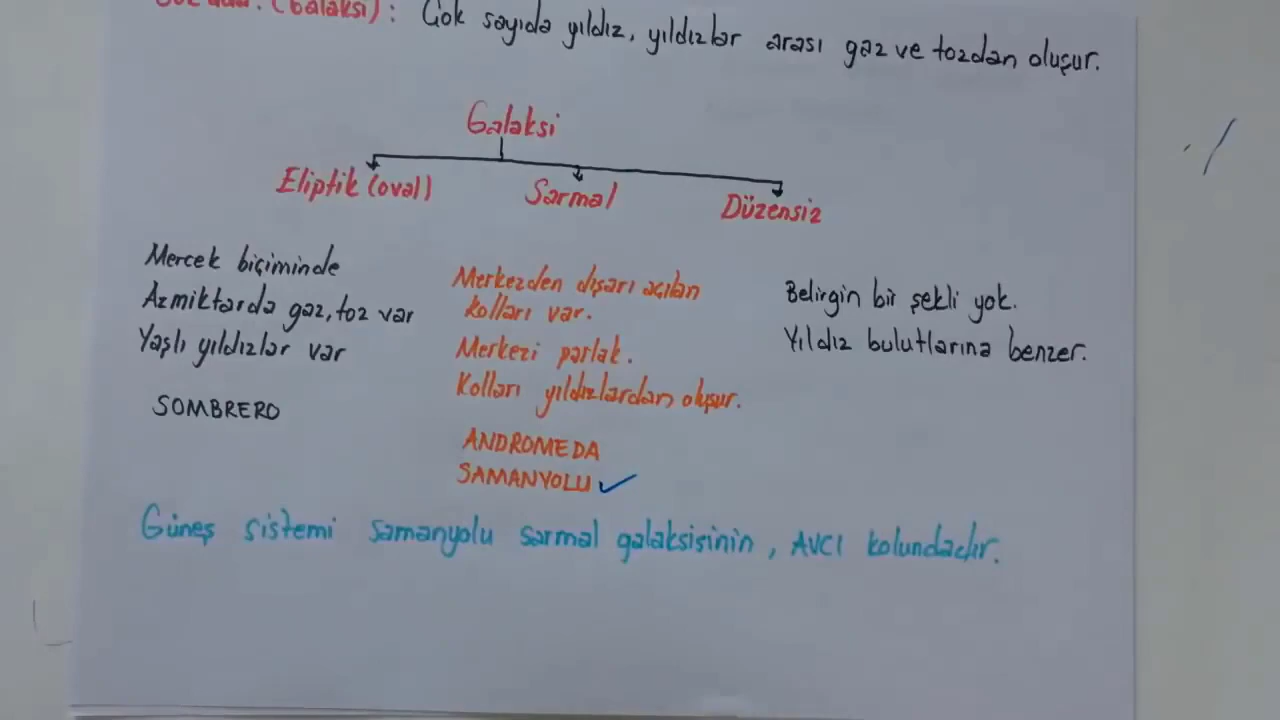 (Galaksi): Çok sayıda yıldız, yıldızlar arası gaz ve tozdan oluşur.
Galaksi
Eliptik (oval) Sarmal Düzensiz
Mercek biçiminde
Az miktarda gaz, toz var
Yaşlı yıldızlar var
SOMBRERO
Merkezden dışarı açılan
kolları var.
Merkezi parlak.
Kolları yıldızlardan oluşur.
ANDROMEDA
SAMANYOLU
Belirgin bir şekli yok.
Yıldız bulutlarına benzer.
Güneş sistemi samanyolu sarmal galaksisinin, AVCI kolundadır.